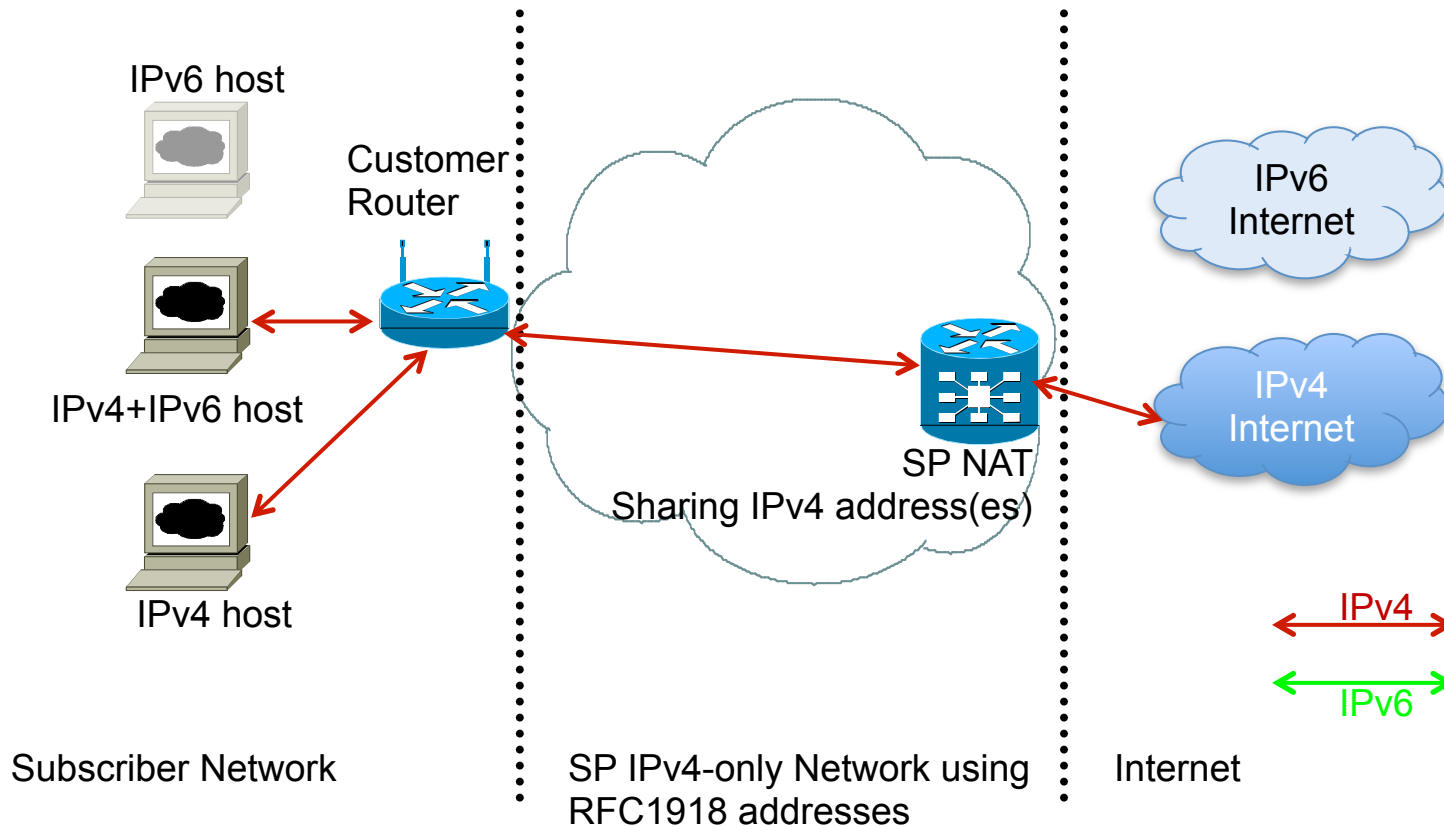 IPv6 host
Customer
Router
IPv6
Internet
IPv4+IPv6 host
IPv4
Internet
SP NAT
Sharing IPv4 address(es)
IPv4 host
IPv4
IPv6
Subscriber Network
SP IPv4-only Network using
RFC1918 addresses
Internet